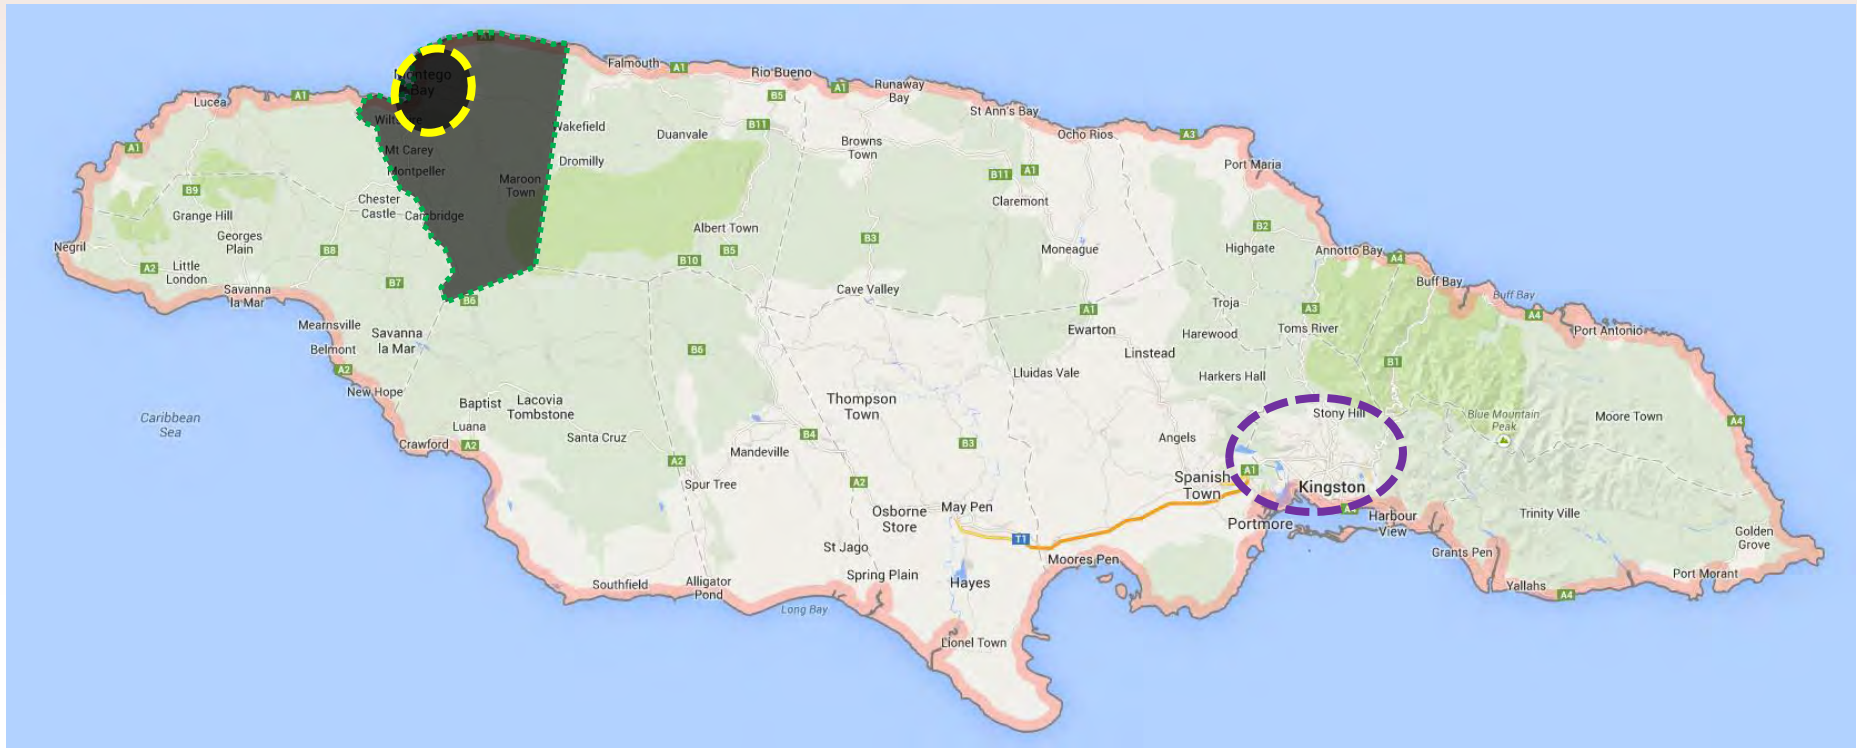 A1
Montego
Bay
Falmouth
A1
Rio Bueno
A1
Runaway
Bay
B5
Lucea
A1
St Ann's Bay
Wakefield
B11
Duanvale
Browns
Town
Ocho Rios
A3
A1
Mt Carey
Dromilly
Port Maria
Montpeller
Maroon
Town
B11
A1
B9
Chester
Castle
Cambridge
Claremont
Grange Hill
Georges
Plain
Albert Town
B2
Negril
B8
B5
B3
Moneague
Highgate
Annotto Bay
A4
A2
Little
London
B10
B7
Savanna
la Mar
B6
Cave Valley
Buff Bay
Buff Bay
Troja
A3
A1
A4
Mearnsville
Savanna
la Mar
Ewarton
Harewood
Toms River
Port Antonio
Belmont
B6
Linstead
B1
A2
Lluidas Vale
Harkers Hall
New Hope
Baptist
Lacovia
Tombstone
Thompson
Town
Stony Hill
Blue Mountain
Peak
Moore Town
A4
Caribbean
Sea
Luana
Santa Cruz
B4
B3
Angels
Crawford
A2
Mandeville
A2
Spur Tree
A2
Spanish
Town
A1
Kingston
Osborne
Store
May Pen
Portmore
Harbour
View
Trinity Ville
T1
Golden
Grove
St Jago
Moores Pen
Grants Pen
Southfield
Alligator
Pond
Spring Plain
Hayes
Port Morant
Yallahs
A4
Long Bay
Lionel Town